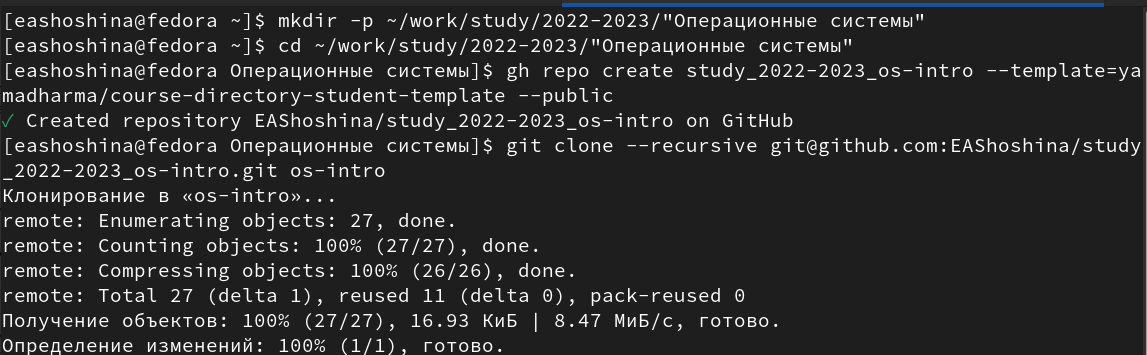 [eashoshina@fedora ~]$ mkdir -p ~/work/study/2022-2023/"Операционные системы"
[eashoshina@fedora ~]$ cd ~/work/study/2022-2023/"Операционные системы"
[eashoshina@fedora Операционные системы]$ gh repo create study_2022-2023_os-intro --template=ya
madharma/course-directory-student-template --public
✓ Created repository EAShoshina/study_2022-2023_os-intro on GitHub
[eashoshina@fedora Операционные системы]$ git clone --recursive git@github.com:EAShoshina/study
_2022-2023_os-intro.git os-intro
Клонирование в «os-intro»...
remote: Enumerating objects: 27, done.
remote: Counting objects: 100% (27/27), done.
remote: Compressing objects: 100% (26/26), done.
remote: Total 27 (delta 1), reused 11 (delta 0), pack-reused 0
Получение объектов: 100% (27/27), 16.93 КиБ | 8.47 МиБ/с, готово.
Определение изменений: 100% (1/1), готово.